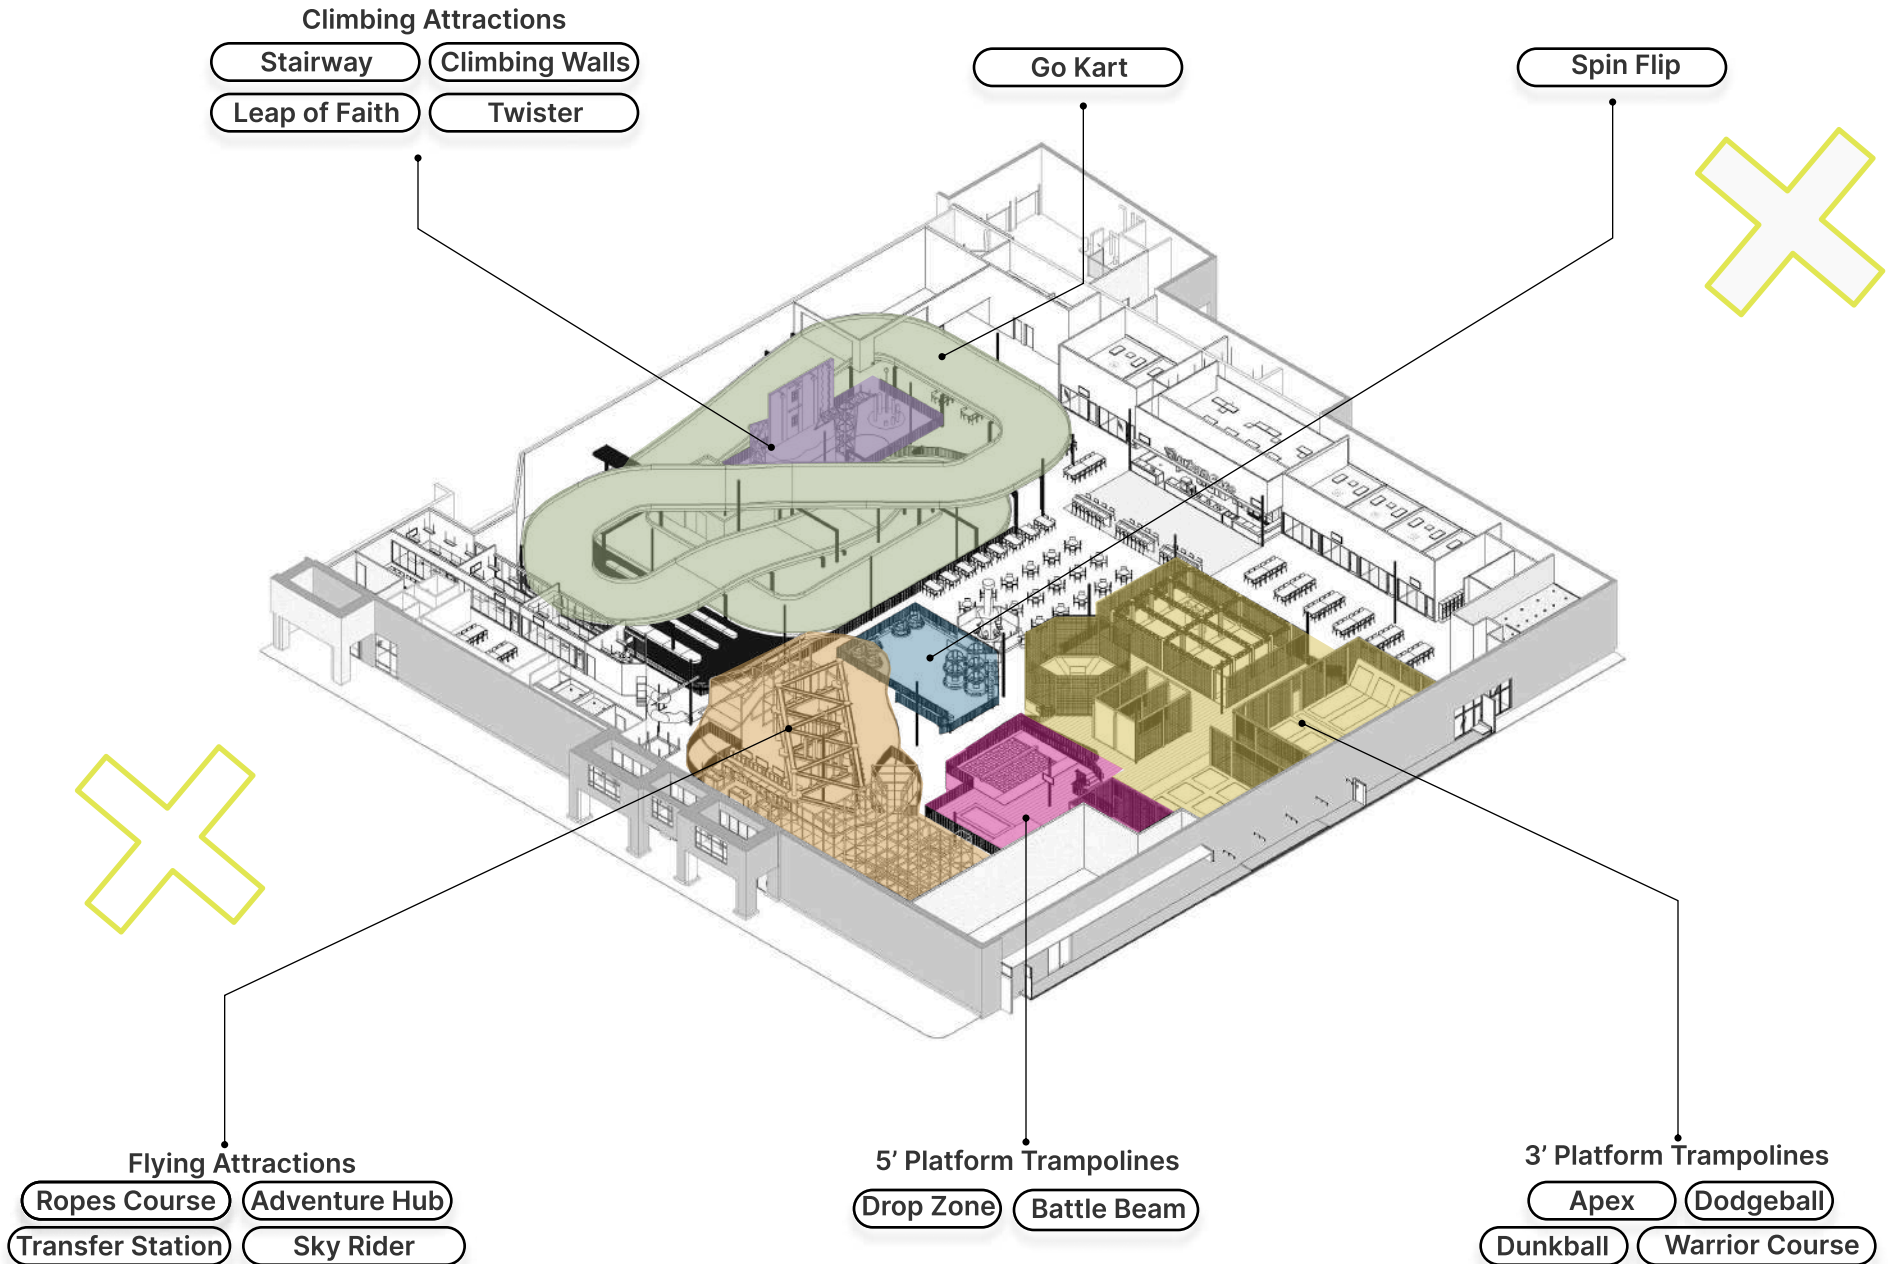 Climbing Attractions
Stairway
Climbing Walls
Leap of Faith
Twister
Go Kart
Spin Flip
Flying Attractions
Ropes Course
Adventure Hub
Transfer Station
Sky Rider
5’ Platform Trampolines
Drop Zone
Battle Beam
3’ Platform Trampolines
Apex
Dodgeball
Dunkball
Warrior Course